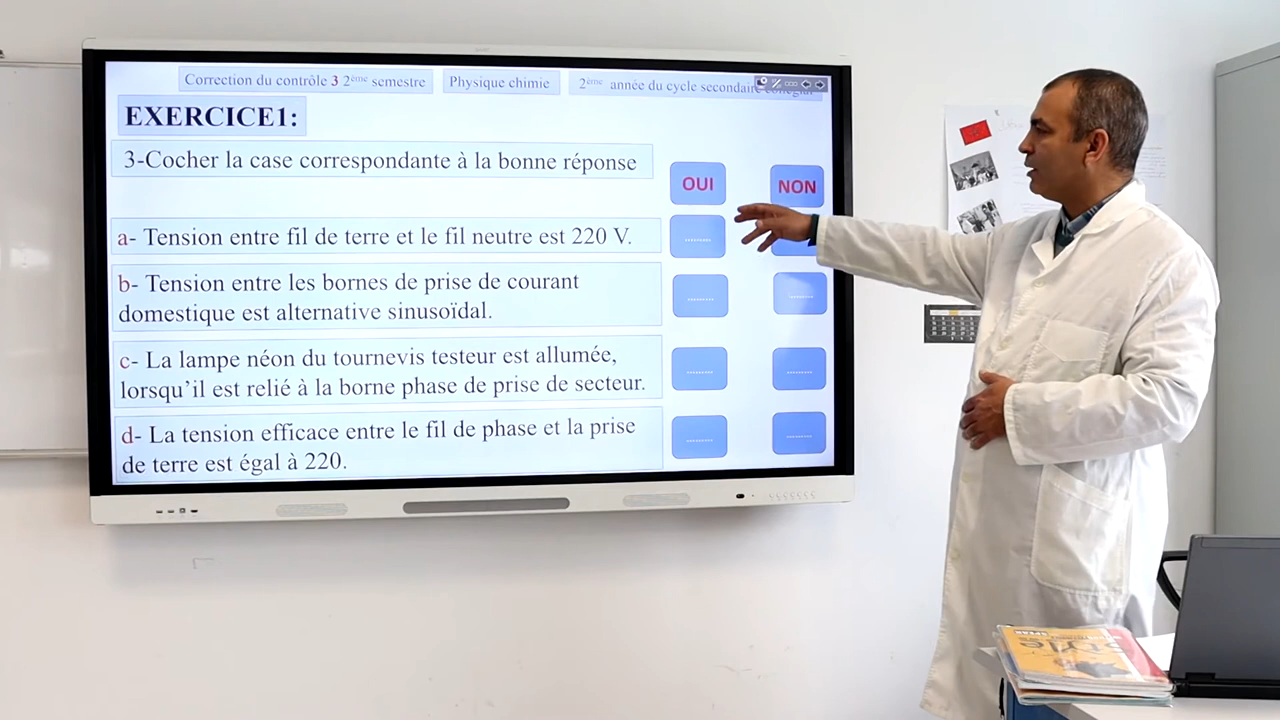 Correction du contrôle 3 2ème semestre
Physique chimie
2ème année du cycle secondaire collégial
EXERCICE1:
3-Cocher la case correspondante à la bonne réponse
OUI
NON
a- Tension entre fil de terre et le fil neutre est 220 V.
.........
b- Tension entre les bornes de prise de courant
domestique est alternative sinusoïdal.
.........
.........
c- La lampe néon du tournevis testeur est allumée,
lorsqu’il est relié à la borne phase de prise de secteur.
.........
.........
d- La tension efficace entre le fil de phase et la prise
de terre est égal à 220.
.........
.........